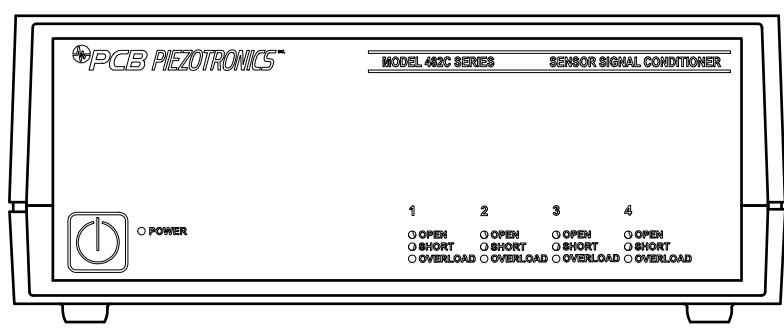 PCB PIEZOTRONICS INC.
MODEL 482C SERIES SENSOR SIGNAL CONDITIONER
1 2 3 4
POWER
OPEN OPEN OPEN OPEN
SHORT SHORT SHORT SHORT
OVERLOAD OVERLOAD OVERLOAD OVERLOAD